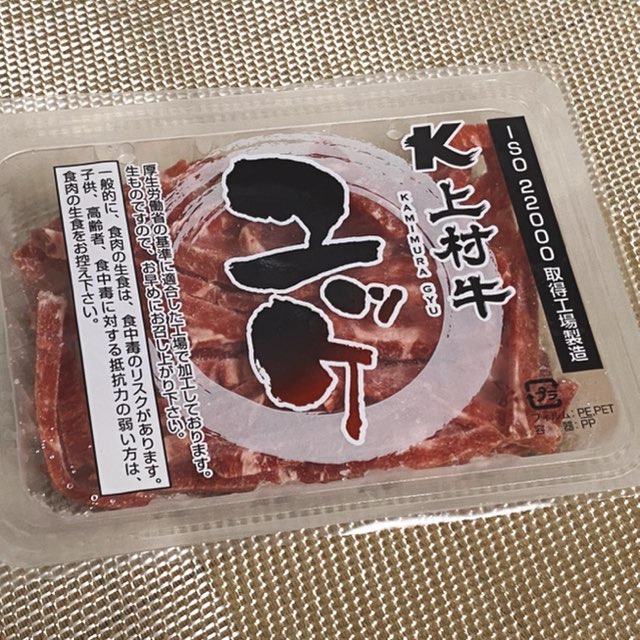 ISO 22000 取得工場製造
K 上村牛
KAMIMURA GYU
ユッケ
厚生労働省の基準に適合した工場で加工しております。
生ものですので、お早めにお召し上がり下さい。
一般的に、食肉の生食は、食中毒のリスクがあります。
子供、高齢者、食中毒に対する抵抗力の弱い方は、
食肉の生食をお控え下さい。
プラ
フィルム：PE,PET
容　器：PP